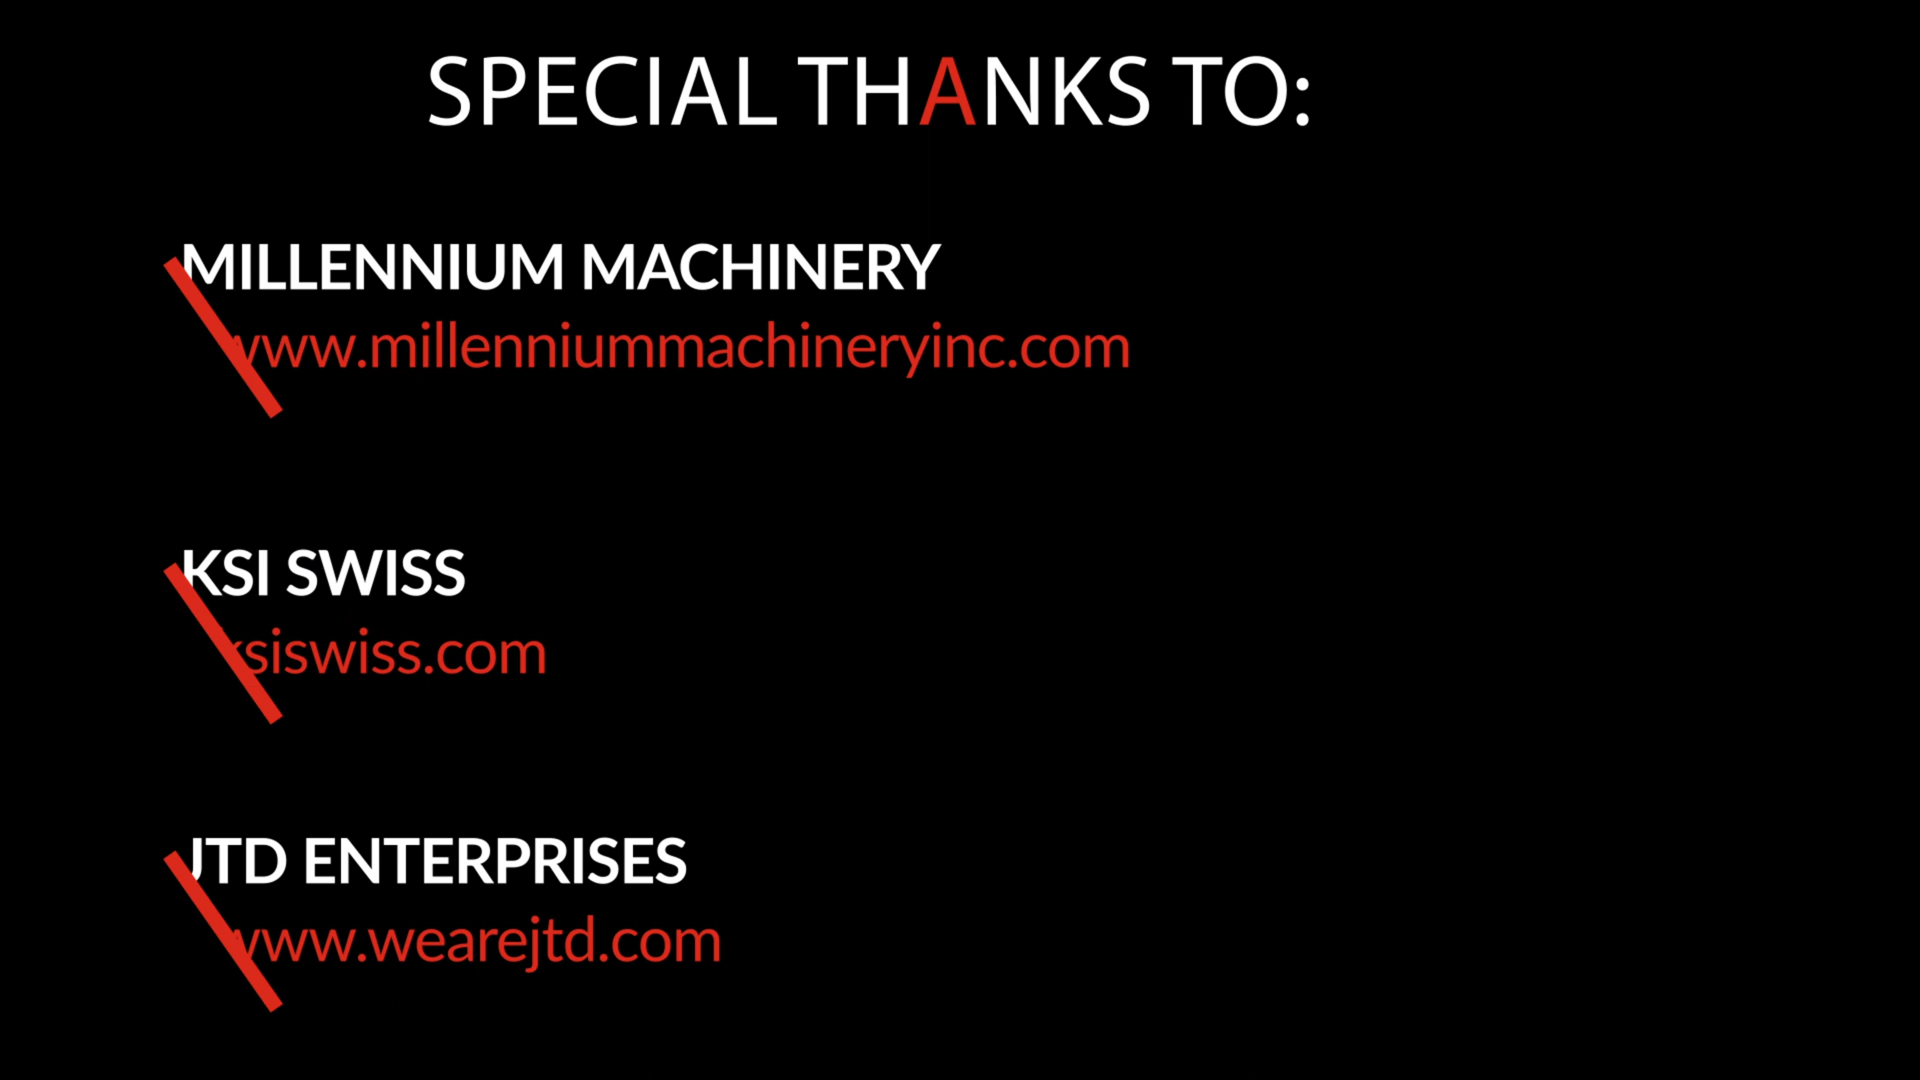 SPECIAL THANKS TO:
MILLENNIUM MACHINERY
www.millenniummachineryinc.com
KSI SWISS
ksiswiss.com
JTD ENTERPRISES
www.wearejtd.com